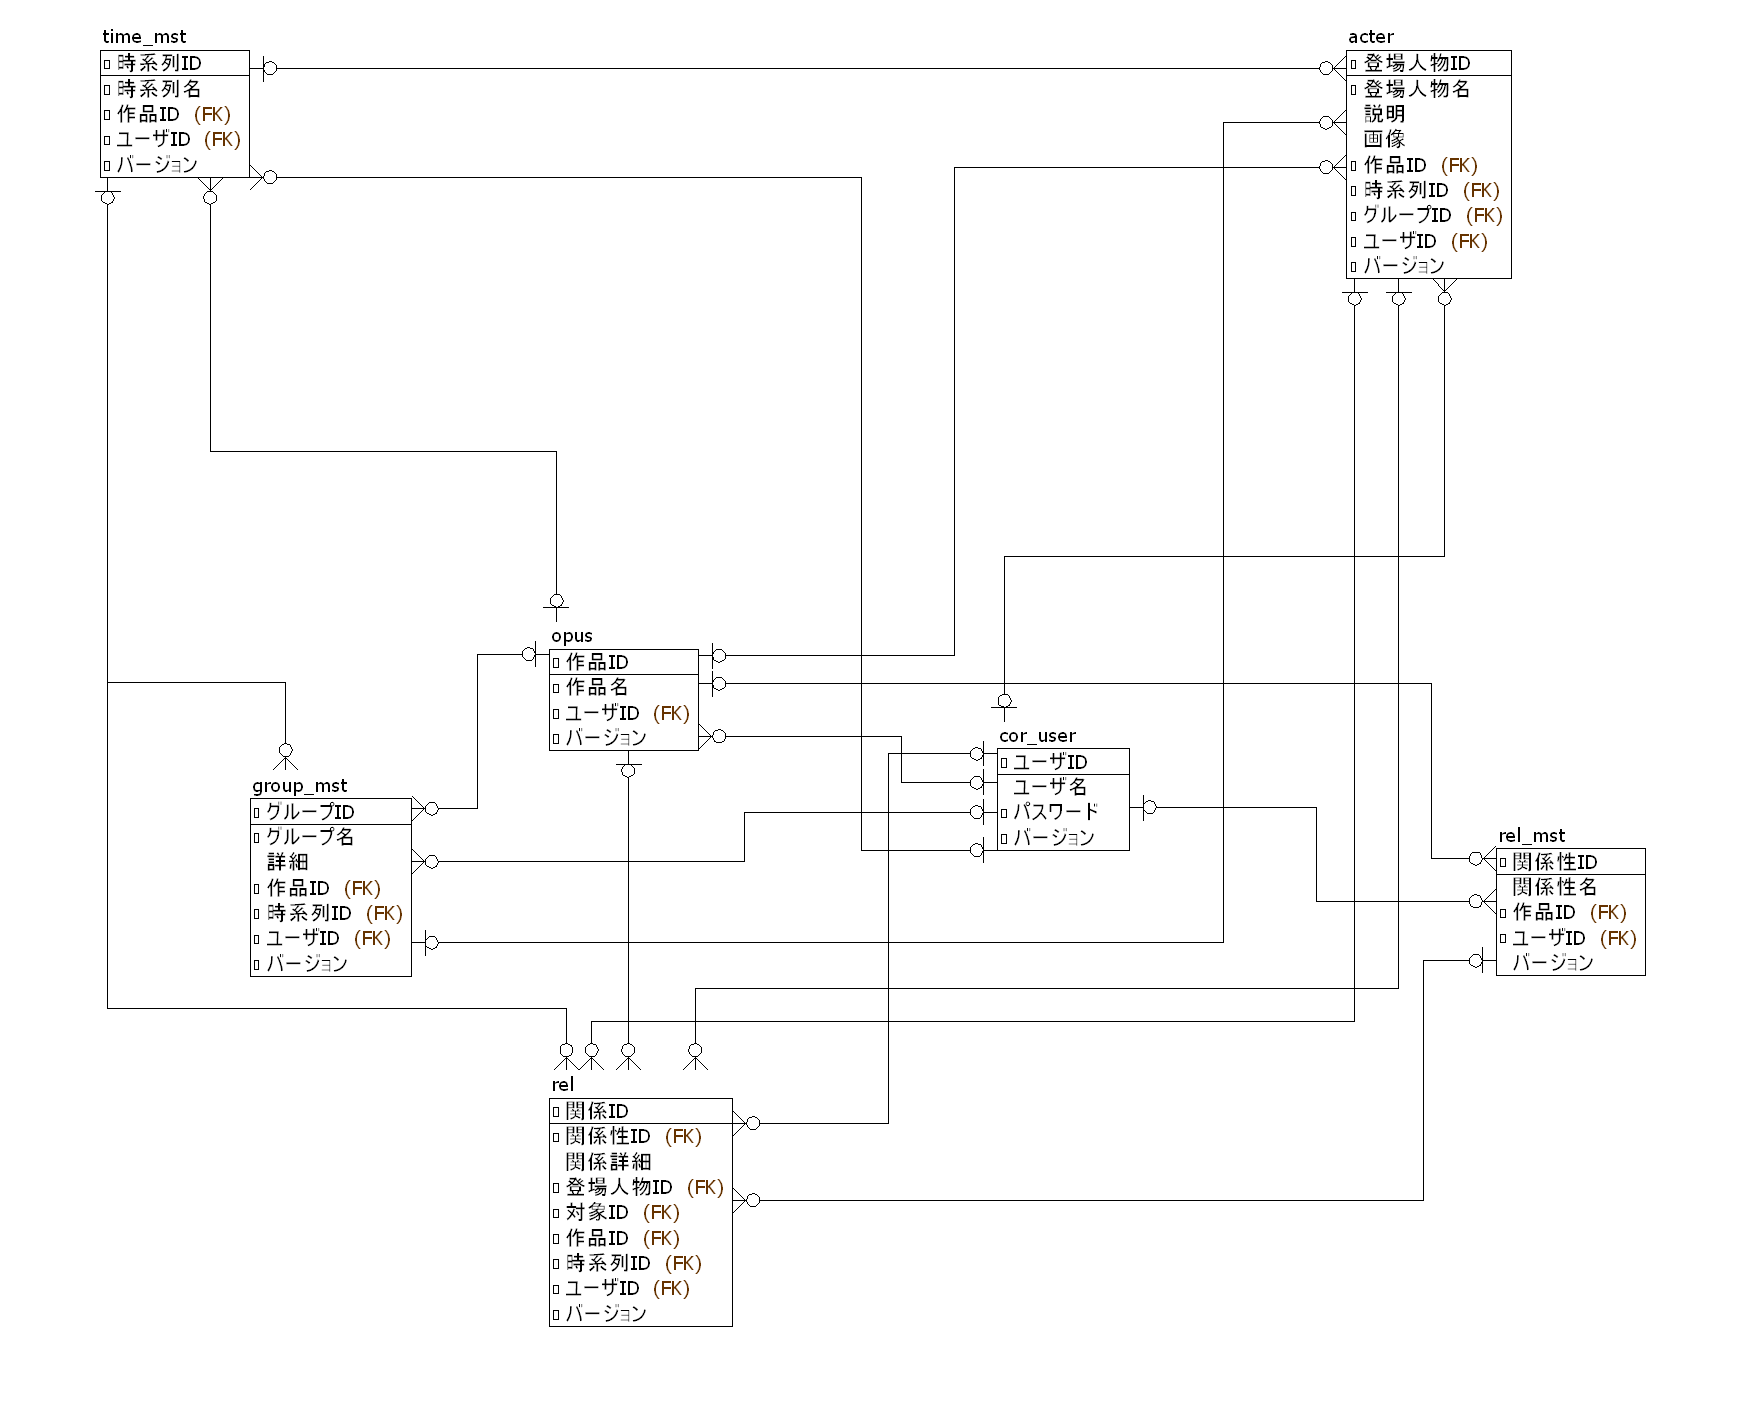 time_mst
時系列ID
時系列名
作品ID (FK)
ユーザID (FK)
バージョン
acter
登場人物ID
登場人物名
説明
画像
作品ID (FK)
時系列ID (FK)
グループID (FK)
ユーザID (FK)
バージョン
opus
作品ID
作品名
ユーザID (FK)
バージョン
cor_user
ユーザID
ユーザ名
パスワード
バージョン
group_mst
グループID
グループ名
詳細
作品ID (FK)
時系列ID (FK)
ユーザID (FK)
バージョン
rel_mst
関係性ID
関係性名
作品ID (FK)
ユーザID (FK)
バージョン
rel
関係ID
関係性ID (FK)
関係詳細
登場人物ID (FK)
対象ID (FK)
作品ID (FK)
時系列ID (FK)
ユーザID (FK)
バージョン